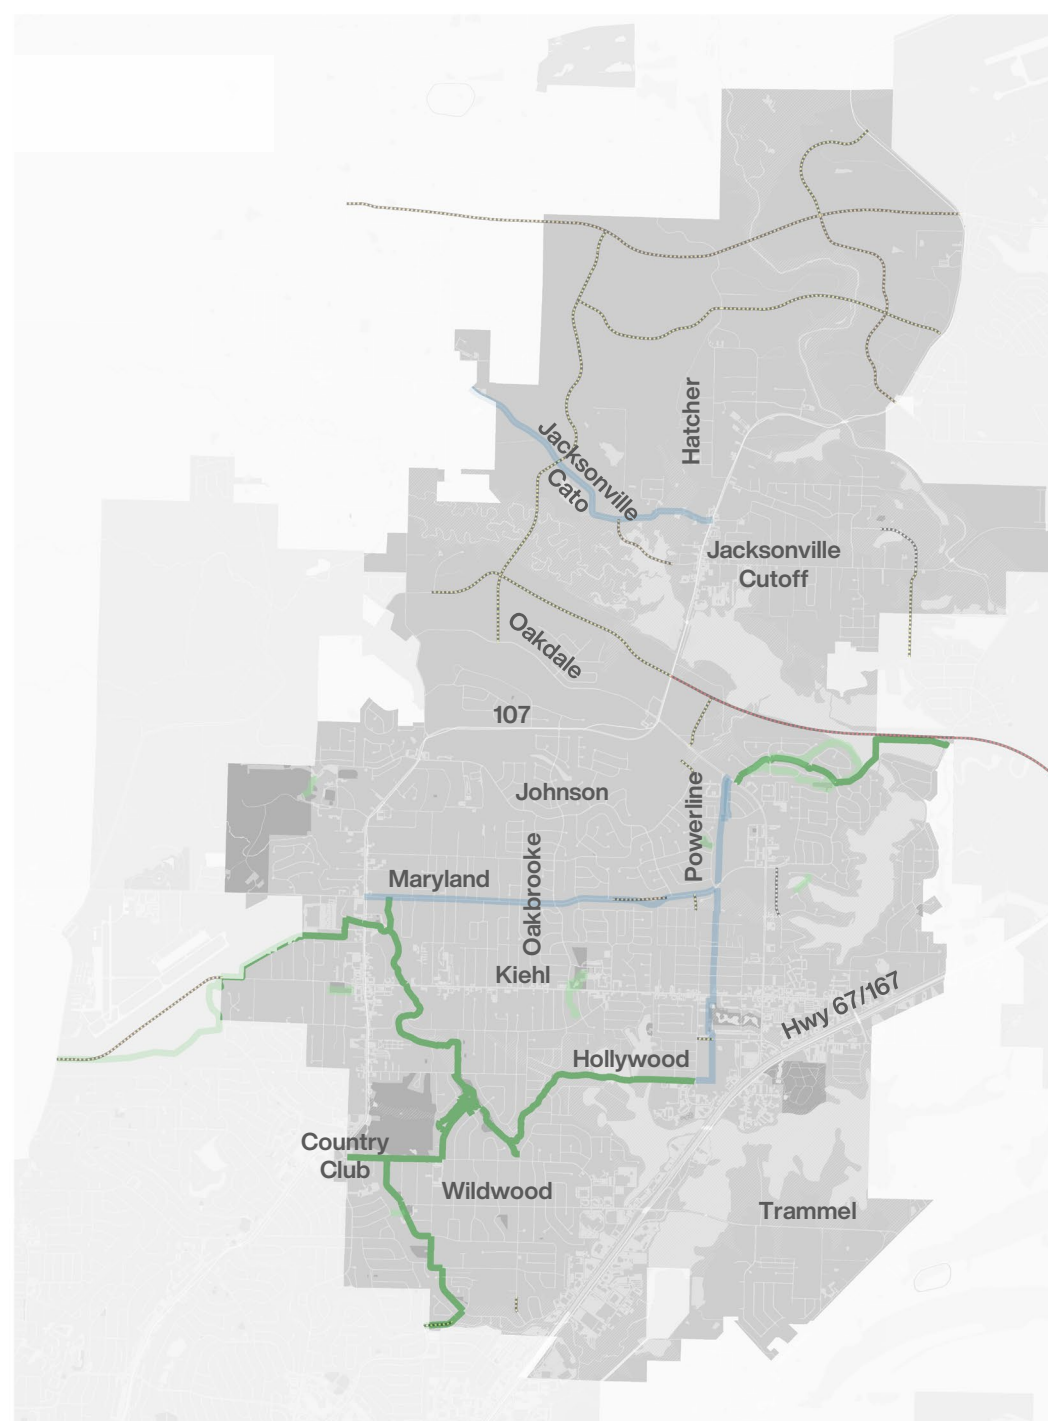 Hatcher
Jacksonville
Cato
Jacksonville
Cutoff
Oakdale
107
Johnson
Powerline
Oakbrooke
Maryland
Kiehl
Hwy 67/167
Hollywood
Country
Club
Wildwood
Trammel